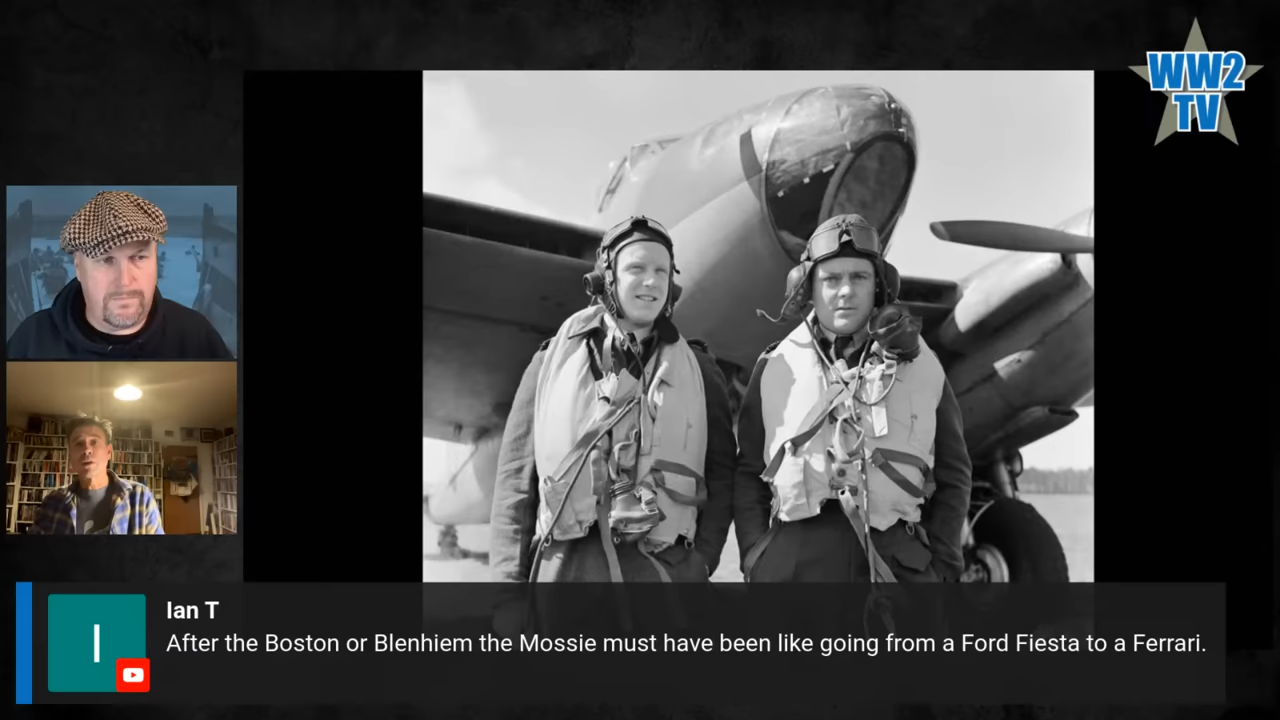 WW2
TV
I
Ian T
After the Boston or Blenhiem the Mossie must have been like going from a Ford Fiesta to a Ferrari.